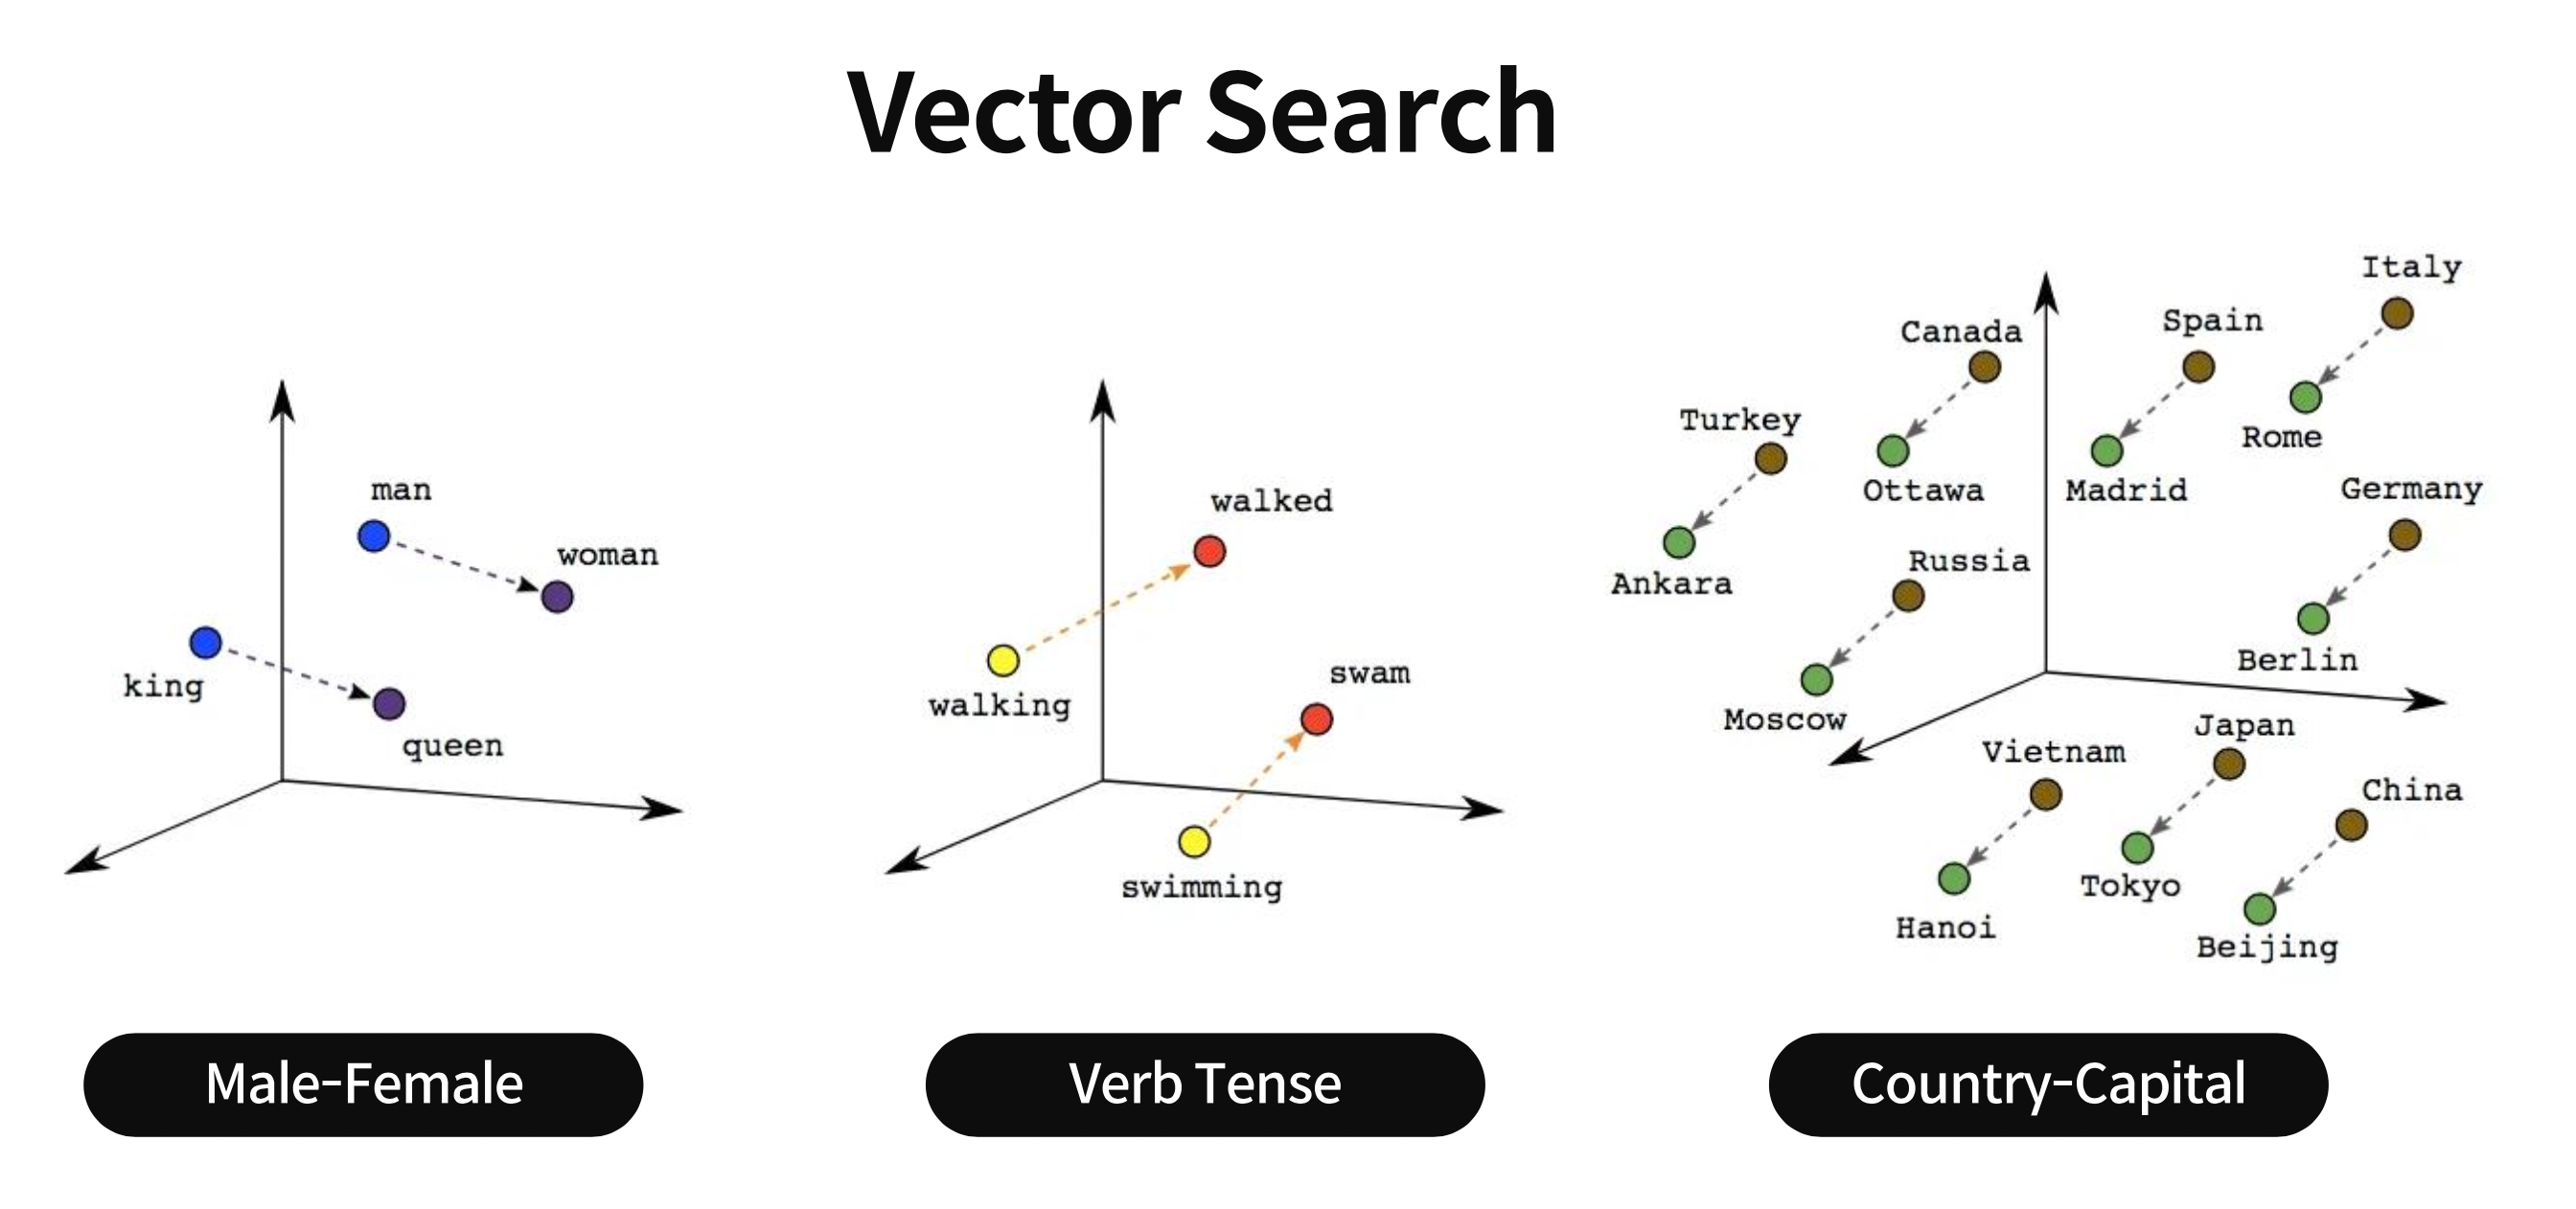 Vector Search
man
woman
king
queen
Male-Female
walked
walking
swam
swimming
Verb Tense
Italy
Canada
Spain
Turkey
Rome
Ottawa
Madrid
Germany
Ankara
Russia
Berlin
Moscow
Japan
Vietnam
China
Tokyo
Hanoi
Beijing
Country-Capital